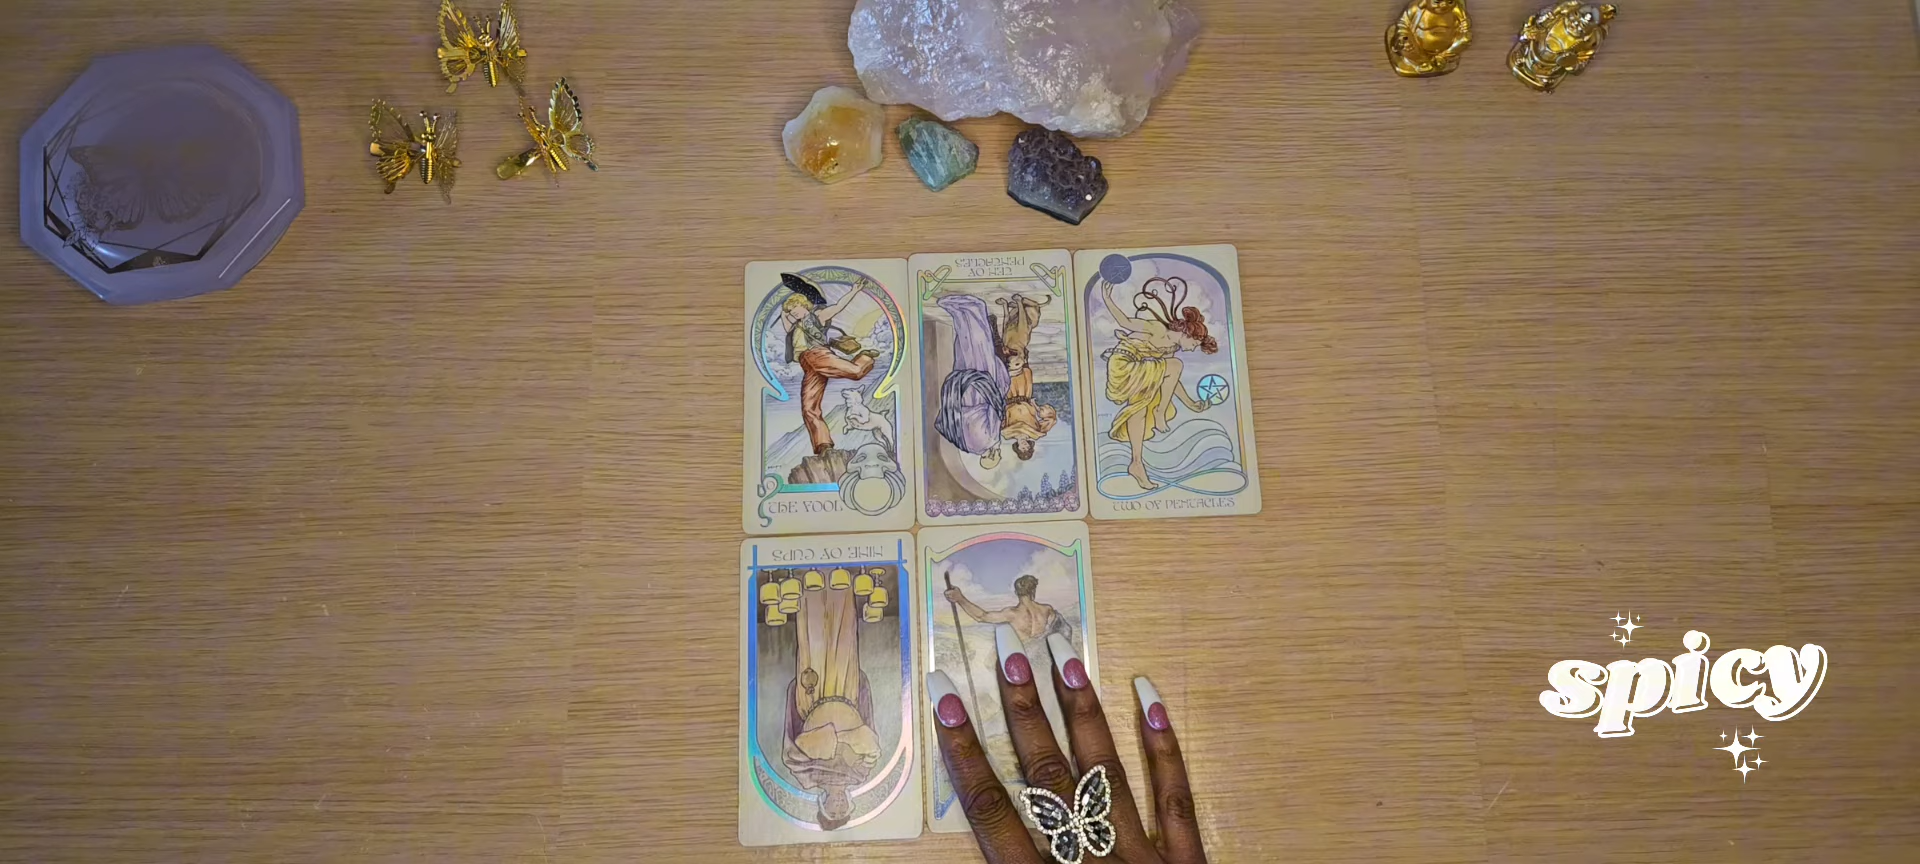 TEN OF
PENTACLES
THE FOOL
TWO OF PENTACLES
NINE OF CUPS
spicy